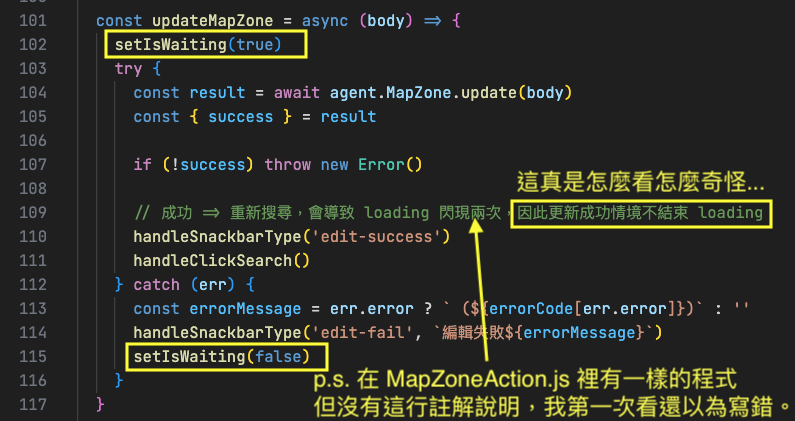 101 const updateMapZone = async (body) => {
102 setIsWaiting(true)
103 try {
104 const result = await agent.MapZone.update(body)
105 const { success } = result
106
107 if (!success) throw new Error()
108
這真是怎麼看怎麼奇怪...
109 // 成功 => 重新搜尋，會導致 loading 閃現兩次，因此更新成功情境不結束 loading
110 handleSnackbarType('edit-success')
111 handleClickSearch()
112 } catch (err) {
113 const errorMessage = err.error ? ` (${errorCode[err.error]})` : ''
114 handleSnackbarType('edit-fail', `編輯失敗${errorMessage}`)
115 setIsWaiting(false)
116 }
p.s. 在 MapZoneAction.js 裡有一樣的程式
但沒有這行註解說明，我第一次看還以為寫錯。
117 }